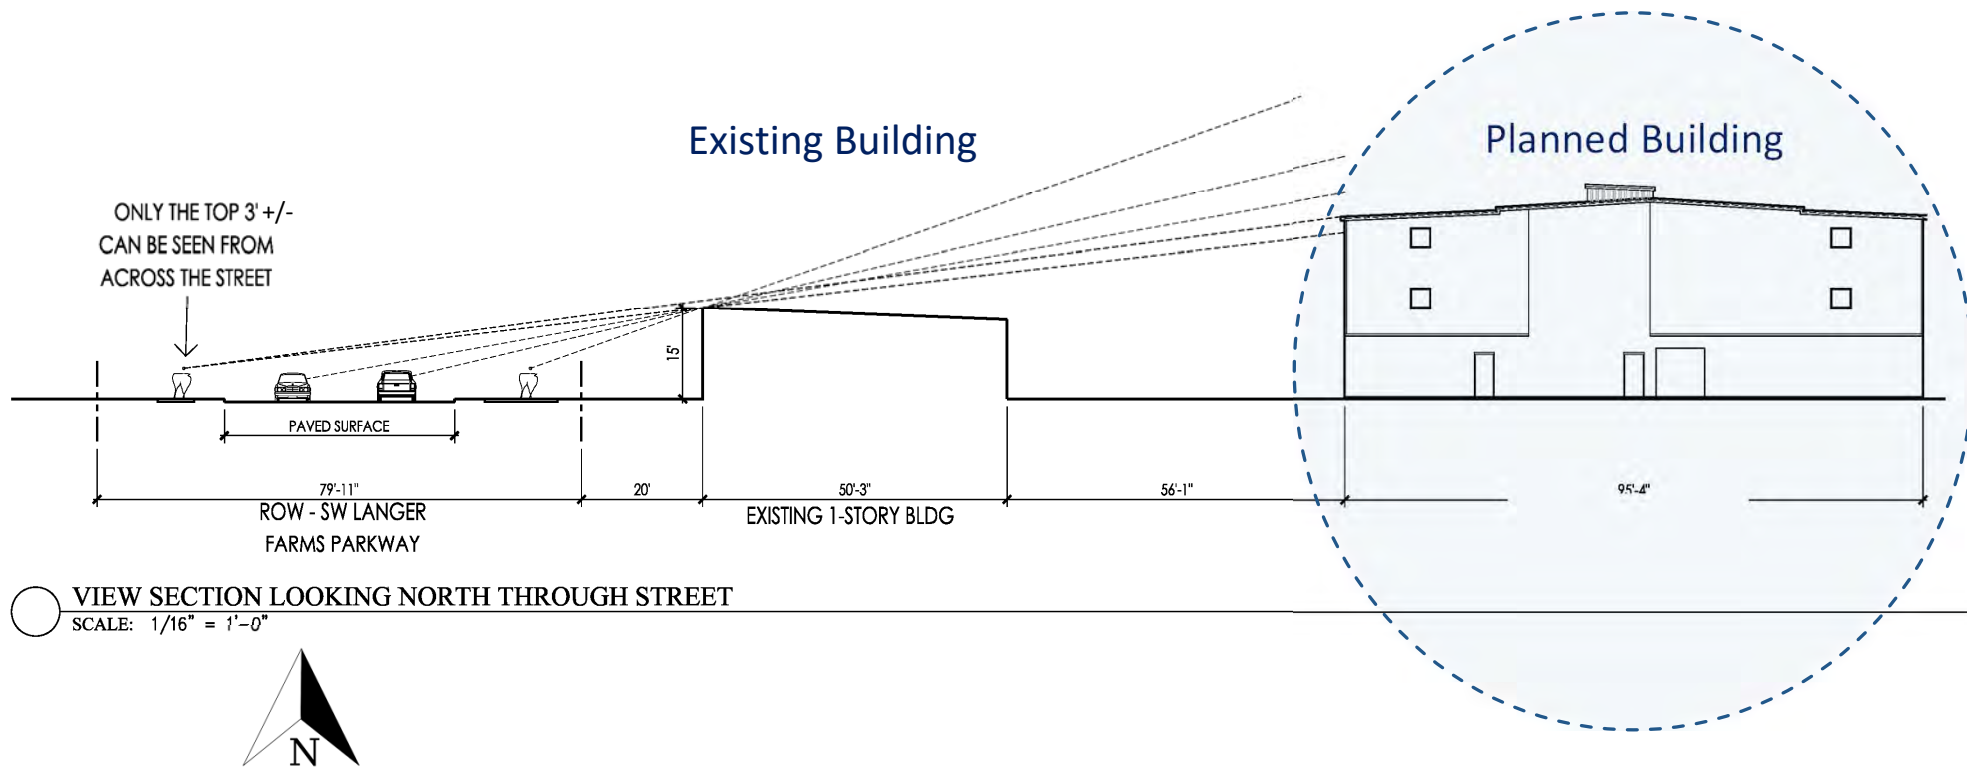 Existing Building
Planned Building
ONLY THE TOP 3' +/-
CAN BE SEEN FROM
ACROSS THE STREET
15'
PAVED SURFACE
79'-11"
20'
50'-3"
56'-1"
95'-4"
ROW - SW LANGER
FARMS PARKWAY
EXISTING 1-STORY BLDG
VIEW SECTION LOOKING NORTH THROUGH STREET
SCALE: 1/16" = 1'-0"
N